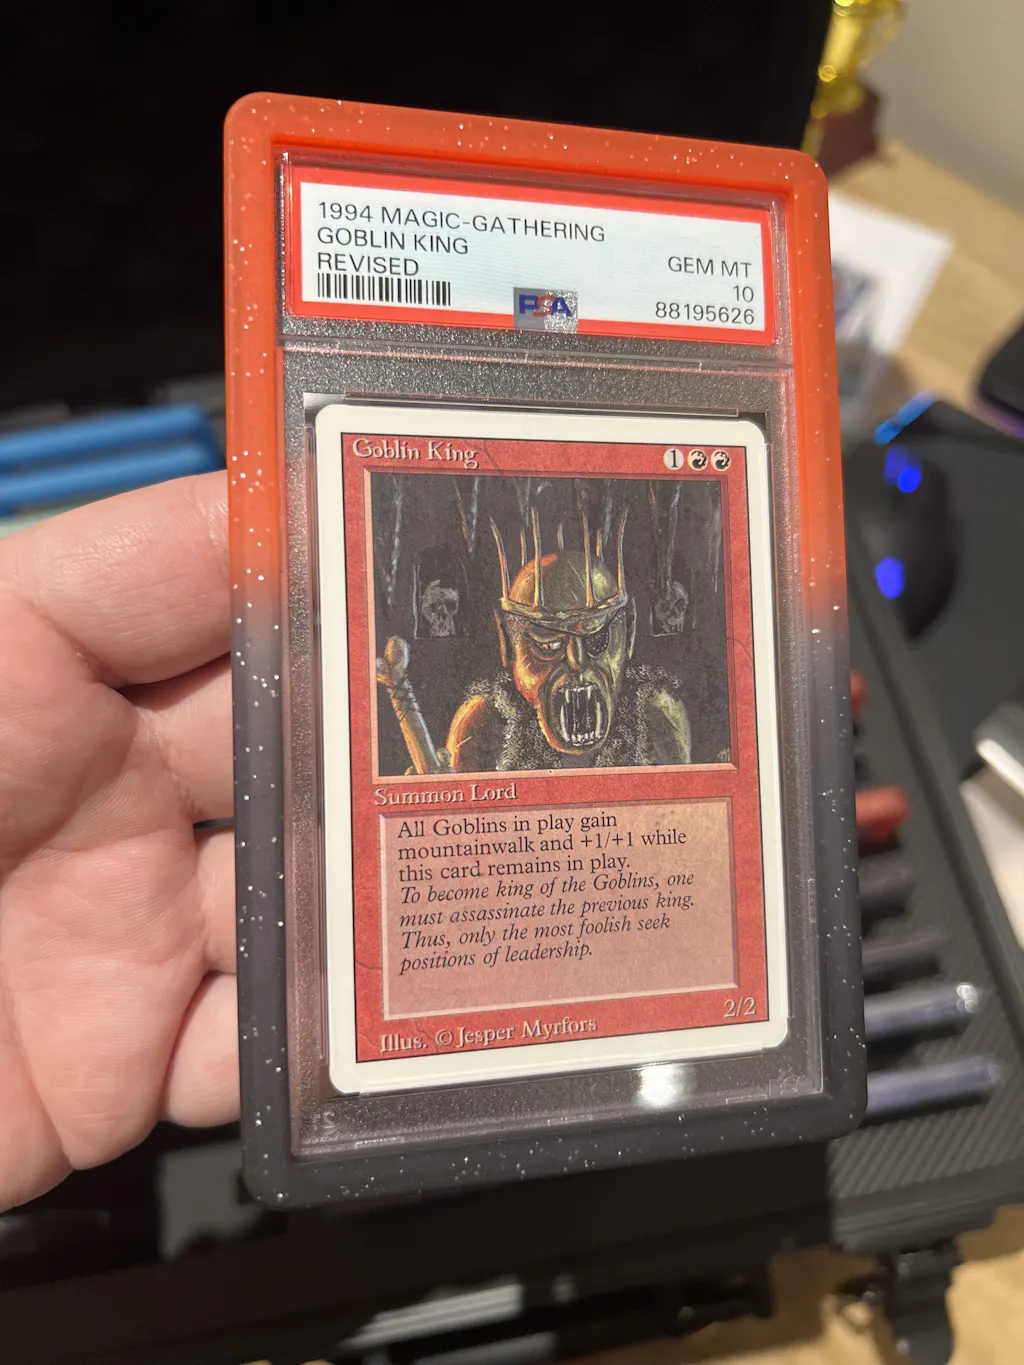 1994 MAGIC-GATHERING
GOBLIN KING
REVISED
GEM MT
10
88195626
PSA
Goblin King
1
Summon Lord
All Goblins in play gain
mountainwalk and +1/+1 while
this card remains in play.
To become king of the Goblins, one
must assassinate the previous king.
Thus, only the most foolish seek
positions of leadership.
2/2
Illus. © Jesper Myrfors